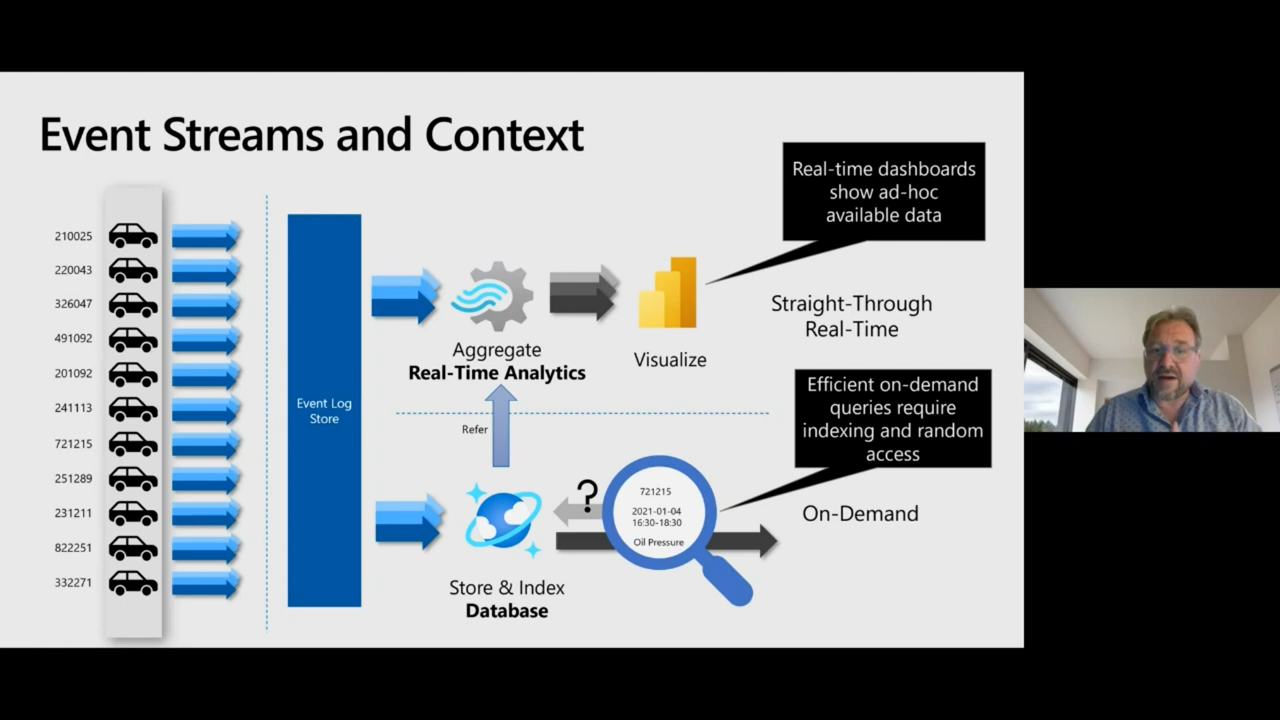 Event Streams and Context
210025
220043
326047
491092
201092
241113
721215
251289
231211
822251
332271
Event Log
Store
Aggregate
Real-Time Analytics
Visualize
Real-time dashboards
show ad-hoc
available data
Straight-Through
Real-Time
Refer
Store & Index
Database
?
721215
2021-01-04
16:30-18:30
Oil Pressure
Efficient on-demand
queries require
indexing and random
access
On-Demand